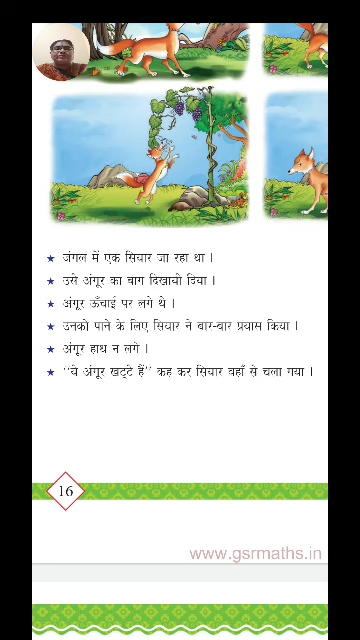 ★ जंगल में एक सियार जा रहा था ।
★ उसे अंगूर का बाग दिखायी दिया ।
★ अंगूर ऊँचाई पर लगे थे ।
★ उनको पाने के लिए सियार ने बार-बार प्रयास किया ।
★ अंगूर हाथ न लगे ।
★ ‘‘ये अंगूर खट्टे हैं’’ कह कर सियार वहाँ से चला गया ।
16
www.gsrmaths.in